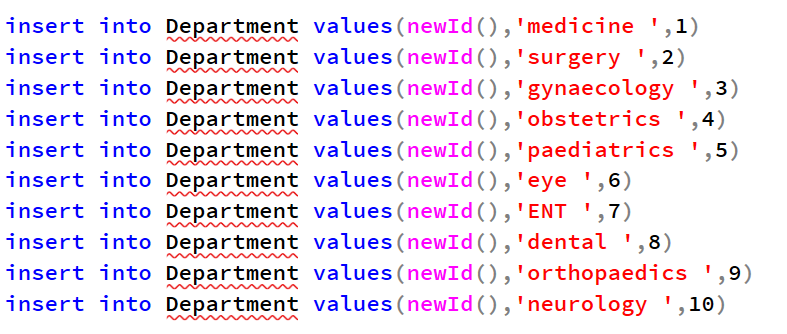 insert into Department values(newId(),'medicine ',1)
insert into Department values(newId(),'surgery ',2)
insert into Department values(newId(),'gynaecology ',3)
insert into Department values(newId(),'obstetrics ',4)
insert into Department values(newId(),'paediatrics ',5)
insert into Department values(newId(),'eye ',6)
insert into Department values(newId(),'ENT ',7)
insert into Department values(newId(),'dental ',8)
insert into Department values(newId(),'orthopaedics ',9)
insert into Department values(newId(),'neurology ',10)